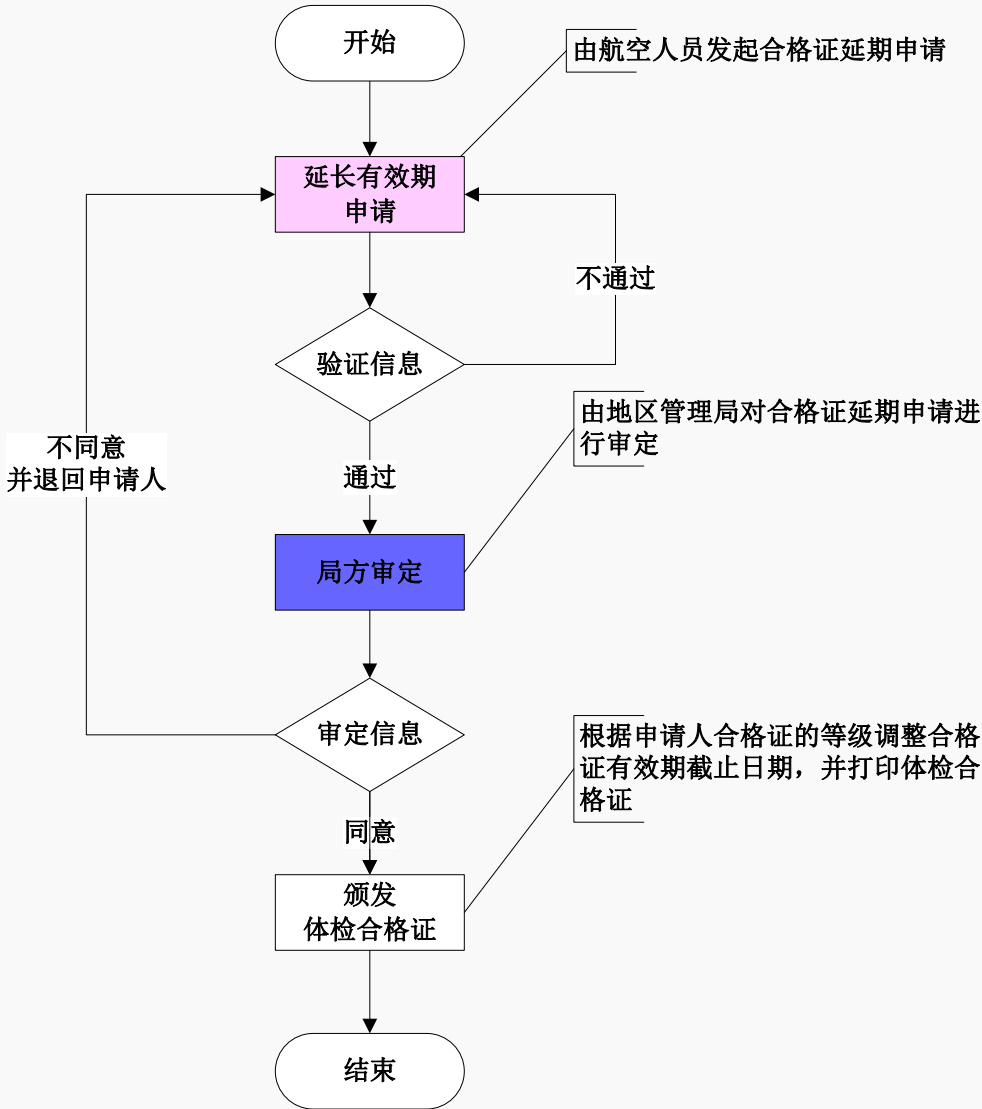 开始
由航空人员发起合格证延期申请
延长有效期
申请
不通过
验证信息
由地区管理局对合格证延期申请进
行审定
不同意
并退回申请人
通过
局方审定
审定信息
根据申请人合格证的等级调整合格
证有效期截止日期，并打印体检合
格证
同意
颁发
体检合格证
结束